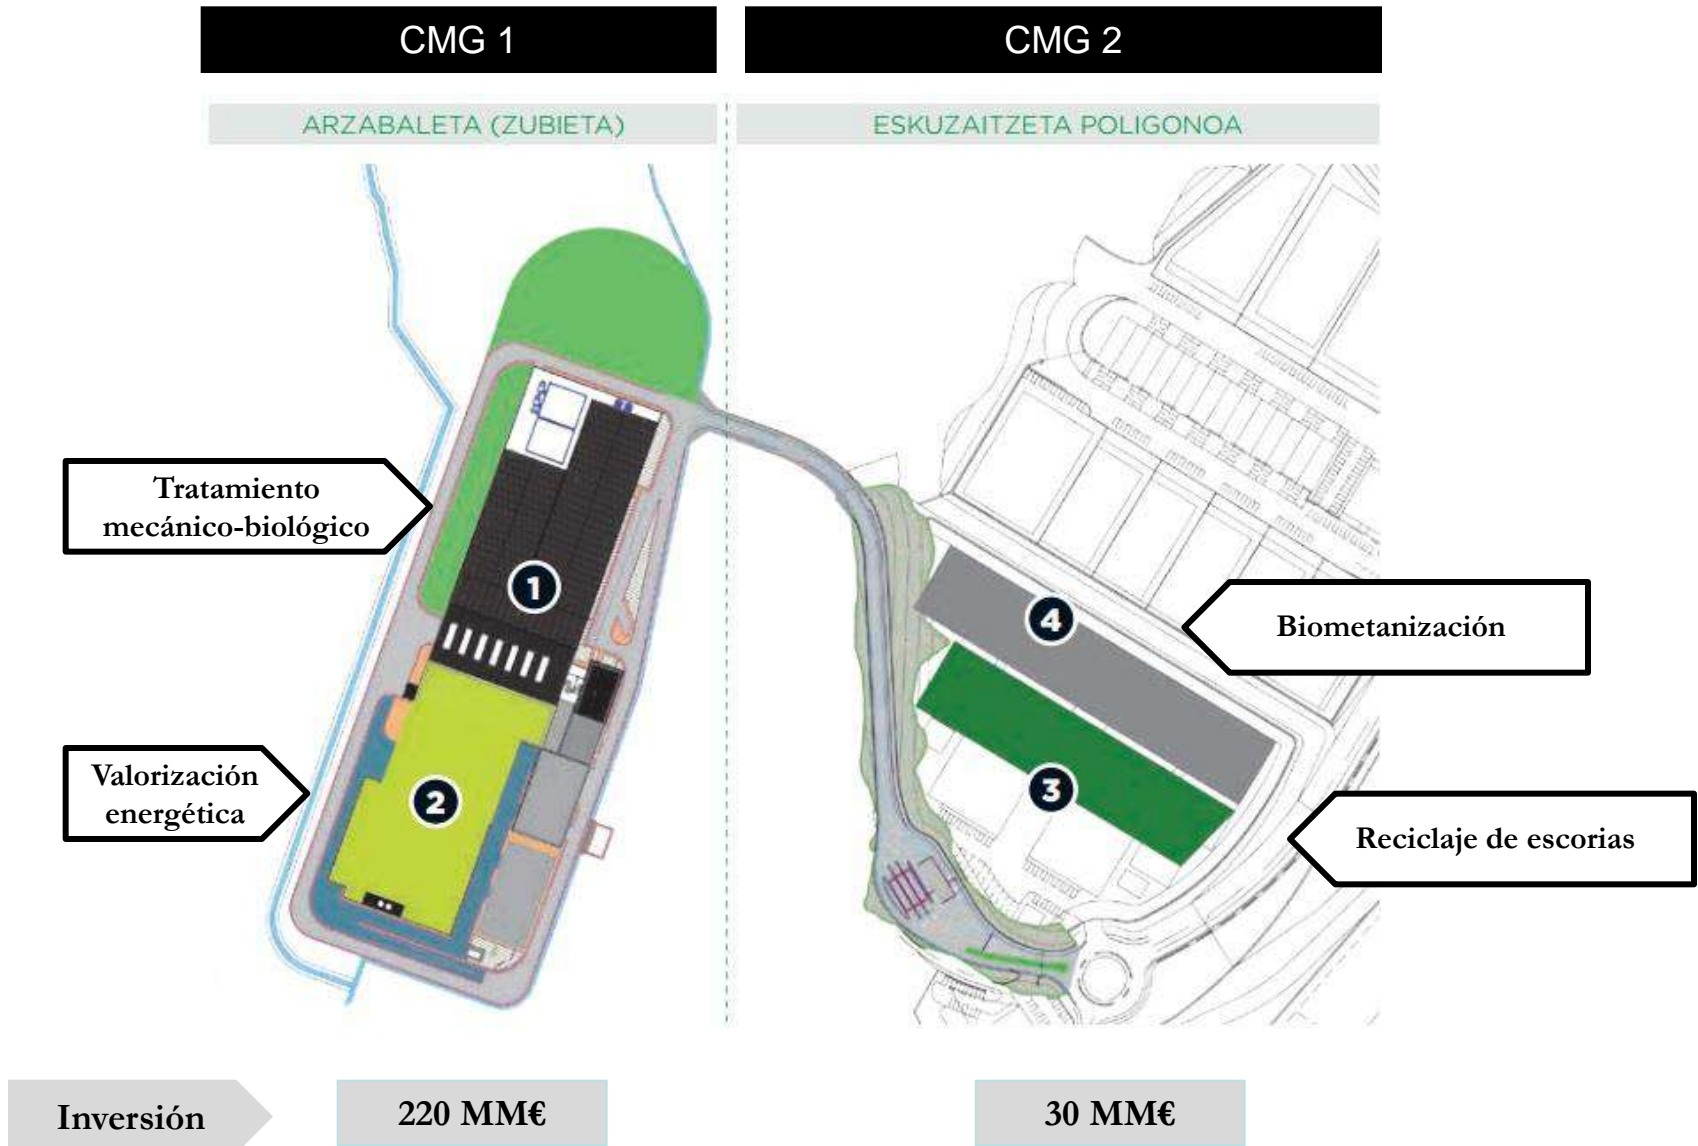 CMG 1
CMG 2
ARZABALETA (ZUBIETA)
ESKUZAITZETA POLIGONOA
Tratamiento
mecánico-biológico
1
4
Biometanización
Valorización
energética
2
3
Reciclaje de escorias
Inversión
220 MM€
30 MM€